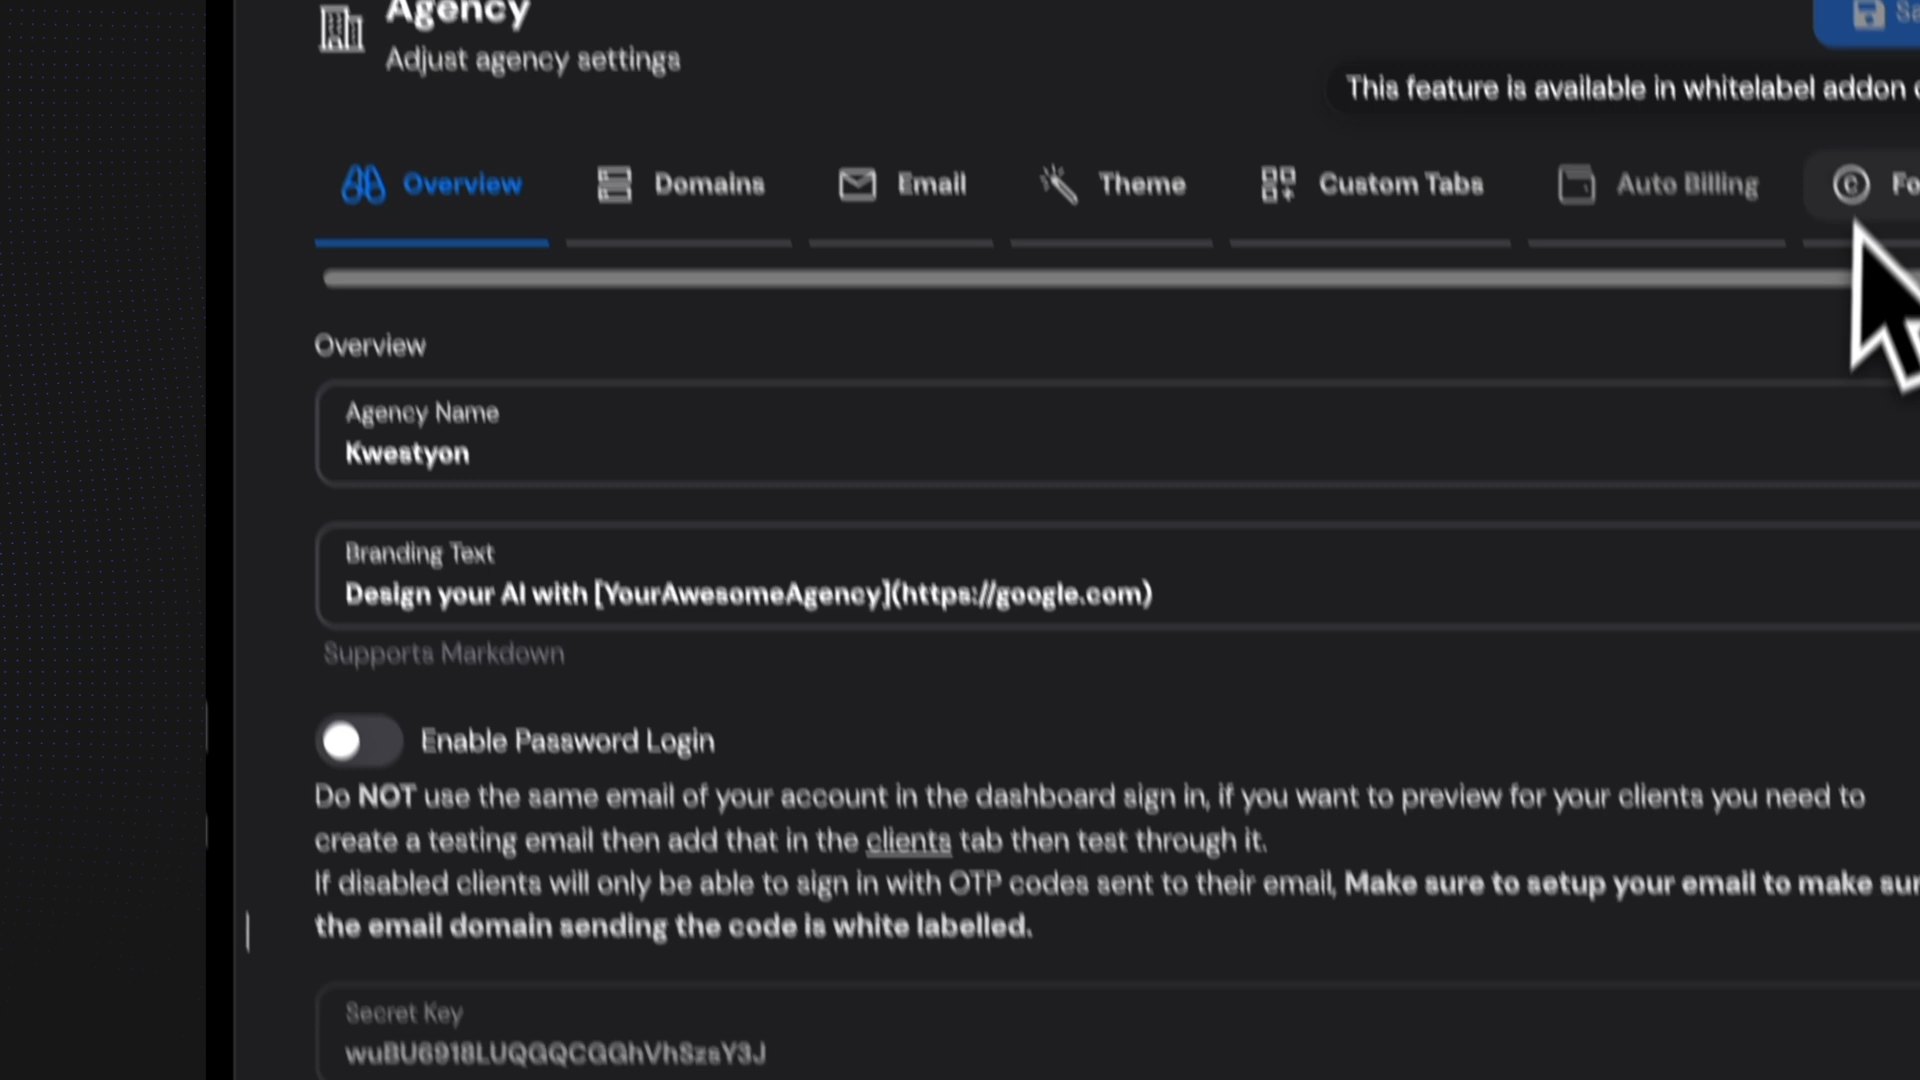 Agency
Adjust agency settings
This feature is available in whitelabel addon
Overview
Domains
Email
Theme
Custom Tabs
Auto Billing
Overview
Agency Name
Kwestyon
Branding Text
Design your AI with [YourAwesomeAgency](https://google.com)
Supports Markdown
Enable Password Login
Do NOT use the same email of your account in the dashboard sign in, if you want to preview for your clients you need to
create a testing email then add that in the clients tab then test through it.
If disabled clients will only be able to sign in with OTP codes sent to their email, Make sure to setup your email to make sur
the email domain sending the code is white labelled.
Secret Key
wuBU6918LUQGQCGGhVhSzsY3J